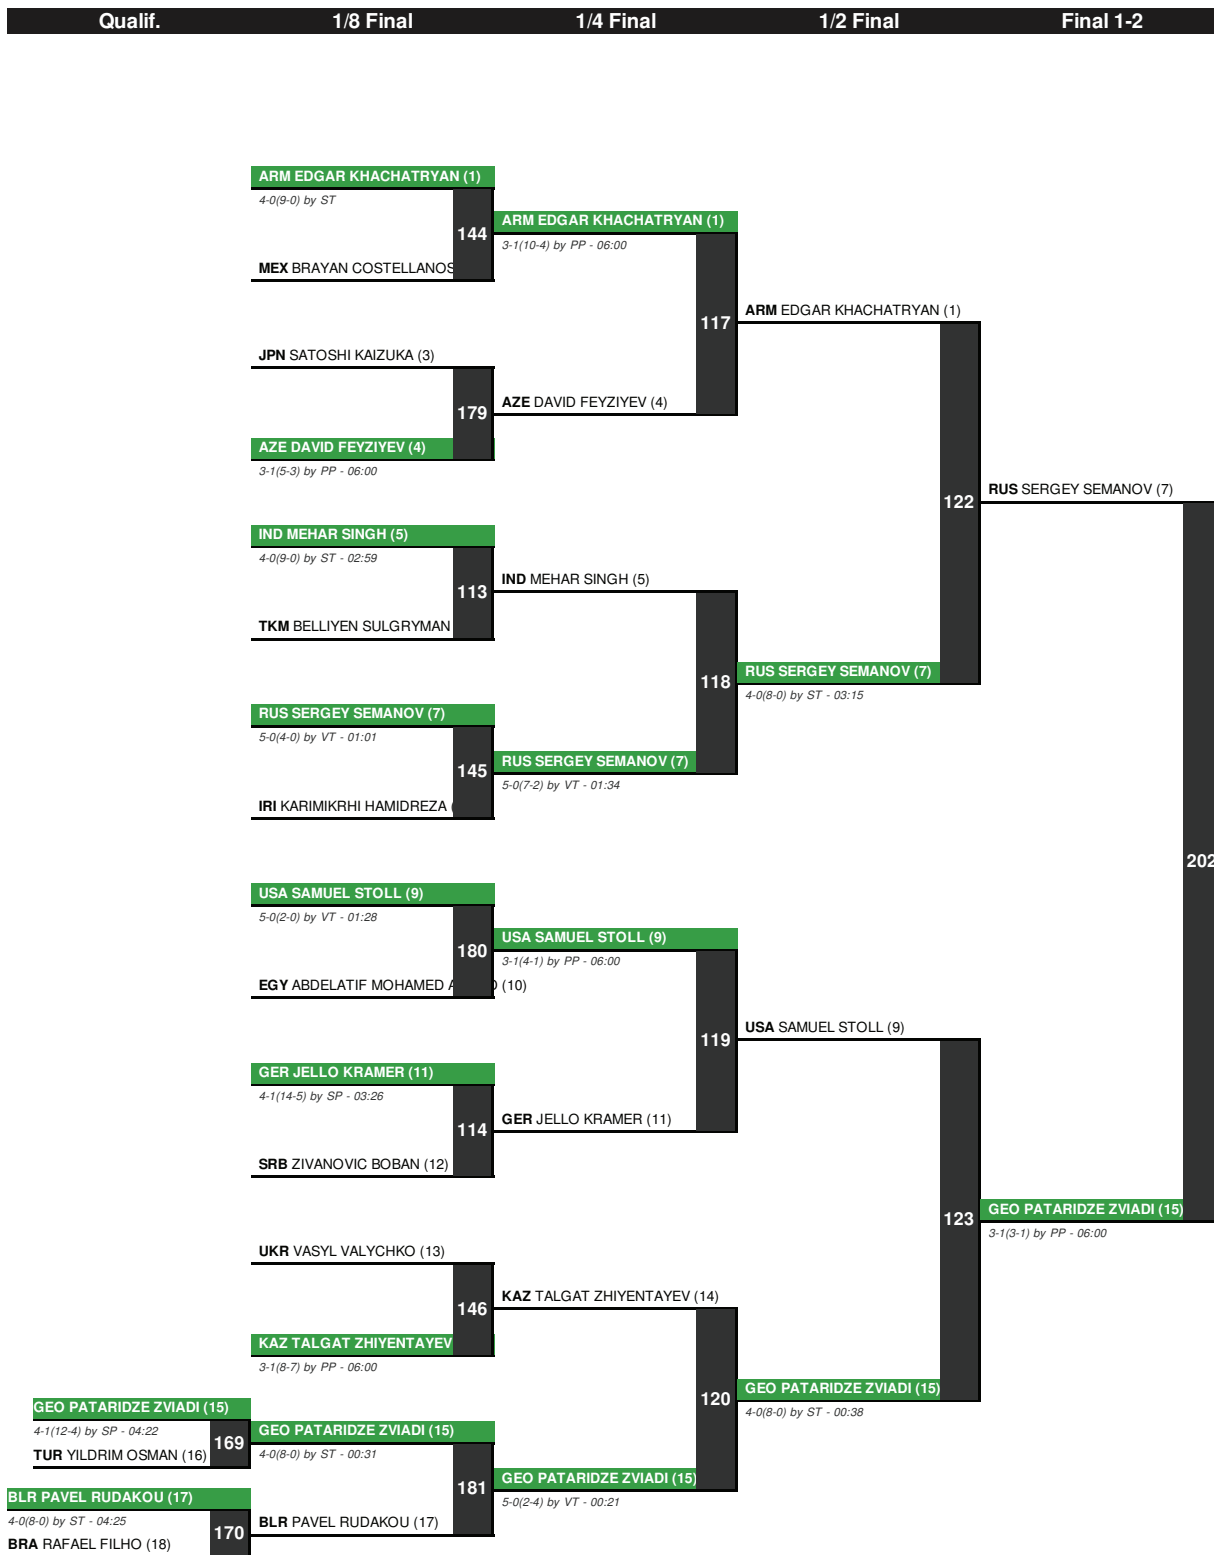 Qualif. 1/8 Final 1/4 Final 1/2 Final Final 1-2
ARM EDGAR KHACHATRYAN (1)
4-0(9-0) by ST
144
MEX BRAYAN COSTELLANOS
ARM EDGAR KHACHATRYAN (1)
3-1(10-4) by PP - 06:00
117
ARM EDGAR KHACHATRYAN (1)
JPN SATOSHI KAIZUKA (3)
179
AZE DAVID FEYZIYEV (4)
AZE DAVID FEYZIYEV (4)
3-1(5-3) by PP - 06:00
122
RUS SERGEY SEMANOV (7)
IND MEHAR SINGH (5)
4-0(9-0) by ST - 02:59
113
IND MEHAR SINGH (5)
TKM BELLIYEN SULGRYMAN
118
RUS SERGEY SEMANOV (7)
4-0(8-0) by ST - 03:15
RUS SERGEY SEMANOV (7)
5-0(4-0) by VT - 01:01
145
RUS SERGEY SEMANOV (7)
5-0(7-2) by VT - 01:34
IRI KARIMIKRHI HAMIDREZA (
202
USA SAMUEL STOLL (9)
5-0(2-0) by VT - 01:28
180
USA SAMUEL STOLL (9)
3-1(4-1) by PP - 06:00
EGY ABDELATIF MOHAMED (10)
119
USA SAMUEL STOLL (9)
GER JELLO KRAMER (11)
4-1(14-5) by SP - 03:26
114
GER JELLO KRAMER (11)
SRB ZIVANOVIC BOBAN (12)
123
GEO PATARIDZE ZVIADI (15)
3-1(3-1) by PP - 06:00
UKR VASYL VALYCHKO (13)
146
KAZ TALGAT ZHIYENTAYEV (14)
KAZ TALGAT ZHIYENTAYEV
3-1(8-7) by PP - 06:00
120
GEO PATARIDZE ZVIADI (15)
4-0(8-0) by ST - 00:38
GEO PATARIDZE ZVIADI (15)
4-1(12-4) by SP - 04:22
169
TUR YILDRIM OSMAN (16)
GEO PATARIDZE ZVIADI (15)
4-0(8-0) by ST - 00:31
181
GEO PATARIDZE ZVIADI (15)
5-0(2-4) by VT - 00:21
BLR PAVEL RUDAKOU (17)
4-0(8-0) by ST - 04:25
170
BLR PAVEL RUDAKOU (17)
BRA RAFAEL FILHO (18)